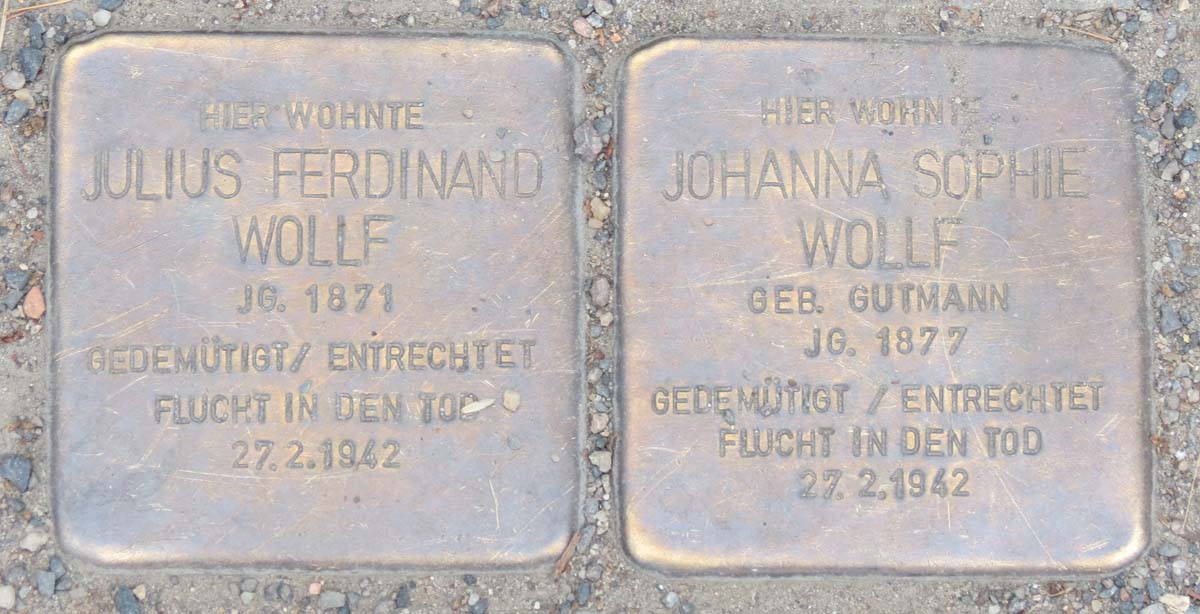 HIER WOHNTE
JULIUS FERDINAND
WOLLF
JG. 1871
GEDEMÜTIGT/ ENTRECHTET
FLUCHT IN DEN TOD
27. 2. 1942
HIER WOHNTE
JOHANNA SOPHIE
WOLLF
GEB. GUTMANN
JG. 1877
GEDEMÜTIGT / ENTRECHTET
FLUCHT IN DEN TOD
27. 2. 1942